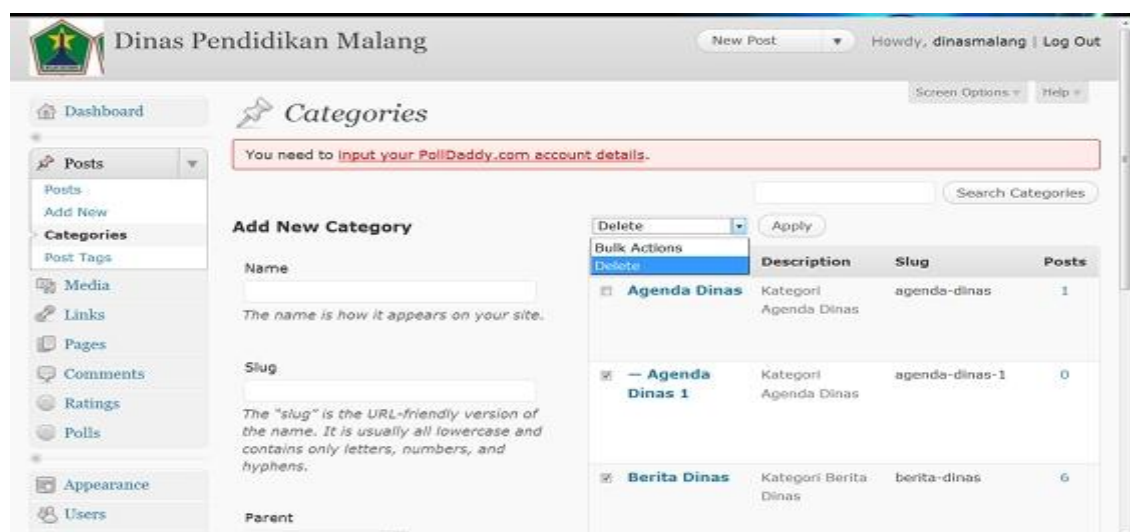 Dinas Pendidikan Malang
New Post
Howdy, dinasmalang | Log Out
Screen Options
Help
Dashboard
Categories
You need to input your PollDaddy.com account details.
Posts
Posts
Add New
Categories
Post Tags
Media
Links
Pages
Comments
Ratings
Polls
Appearance
Users
Search Categories
Add New Category
Name
The name is how it appears on your site.
Slug
The "slug" is the URL-friendly version of
the name. It is usually all lowercase and
contains only letters, numbers, and
hyphens.
Parent
Delete
Apply
Bulk Actions
Delete
Description Slug Posts
Agenda Dinas Kategori agenda-dinas 1
Agenda Dinas
— Agenda Kategori agenda-dinas-1 0
Dinas 1 Agenda Dinas
Berita Dinas Kategori Berita berita-dinas 6
Dinas